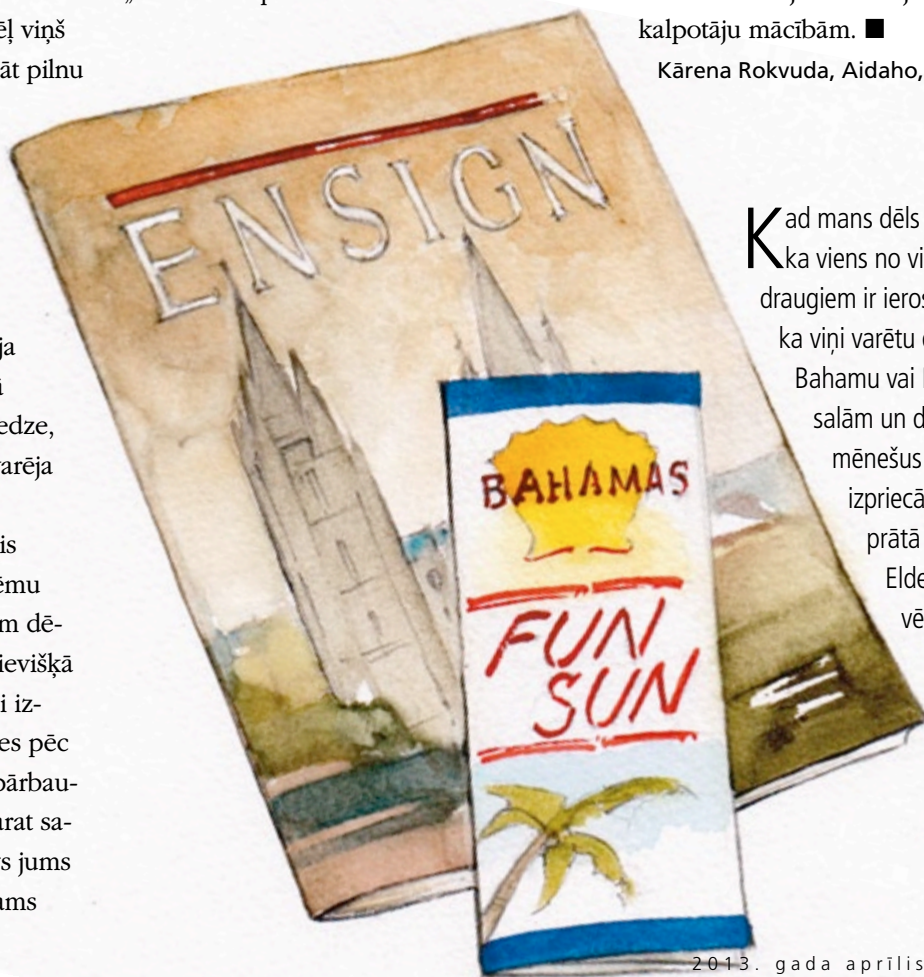 ēļ viņš
āt pilnu
edze,
varēja
is
ēmu
m dē-
ievišķā
i iz-
es pēc
pārbau-
arat sa-
s jums
ams
ENSIGN
BAHAMAS
FUN
SUN
kalpotāju mācībām. ■
Kārena Rokvuda, Aidaho,
Kad mans dēls
ka viens no vi
draugiem ir ieros
ka viņi varētu
Bahamu vai
salām un d
mēnešus
izpriecā
prātā
Elde
vē
2013. gada aprīlis